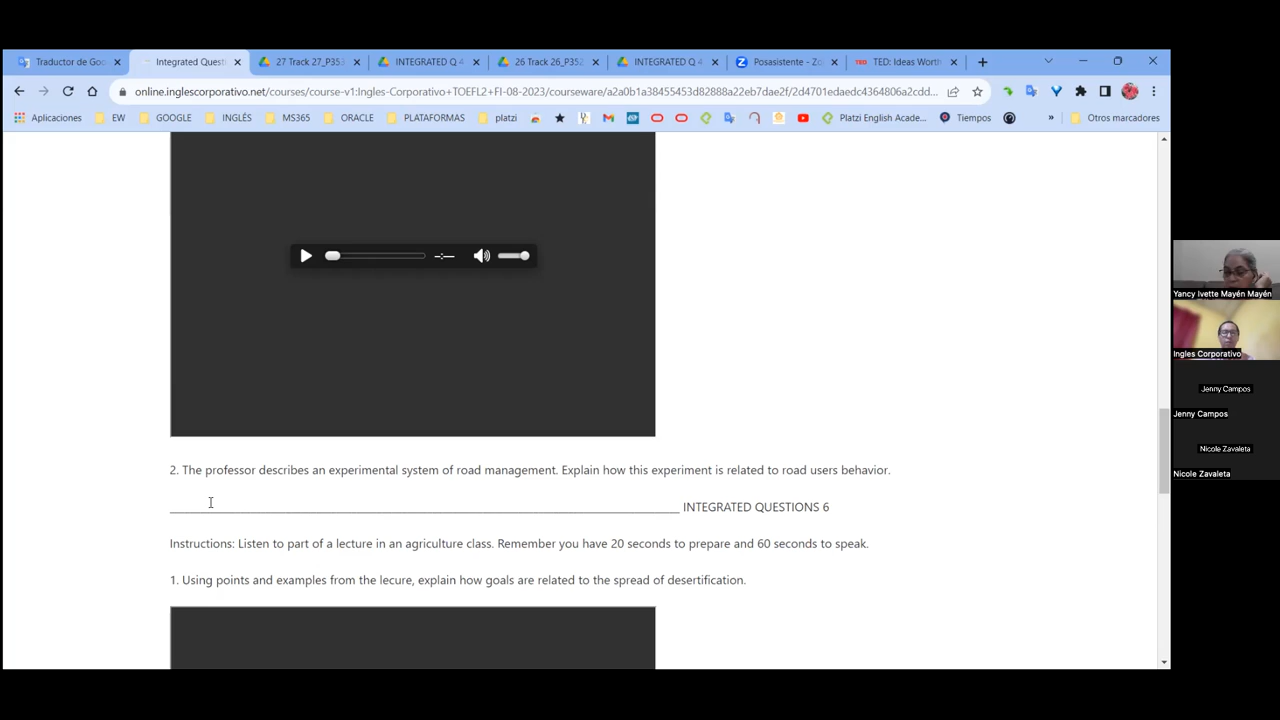 Traductor de Goo
Integrated Questi
27 Track 27_P353
INTEGRATED Q 4
26 Track 26_P352
INTEGRATED Q 4
Posasistente - Zo
TED: Ideas Worth
online.inglescorporativo.net/courses/course-v1:Ingles-Corporativo+TOEFL2+FI-08-2023/courseware/a2a0b1a38455453d82888a22eb7dae2f/2d4701edaedc4364806a2cdd...
Aplicaciones
EW
GOOGLE
INGLÉS
MS365
ORACLE
PLATAFORMAS
platzi
Platzi English Acade...
Tiempos
»
Otros marcadores
2. The professor describes an experimental system of road management. Explain how this experiment is related to road users behavior.
INTEGRATED QUESTIONS 6
Instructions: Listen to part of a lecture in an agriculture class. Remember you have 20 seconds to prepare and 60 seconds to speak.
1. Using points and examples from the lecure, explain how goals are related to the spread of desertification.
Yancy Ivette Mayén Mayén
Ingles Corporativo
Jenny Campos
Jenny Campos
Nicole Zavaleta
Nicole Zavaleta